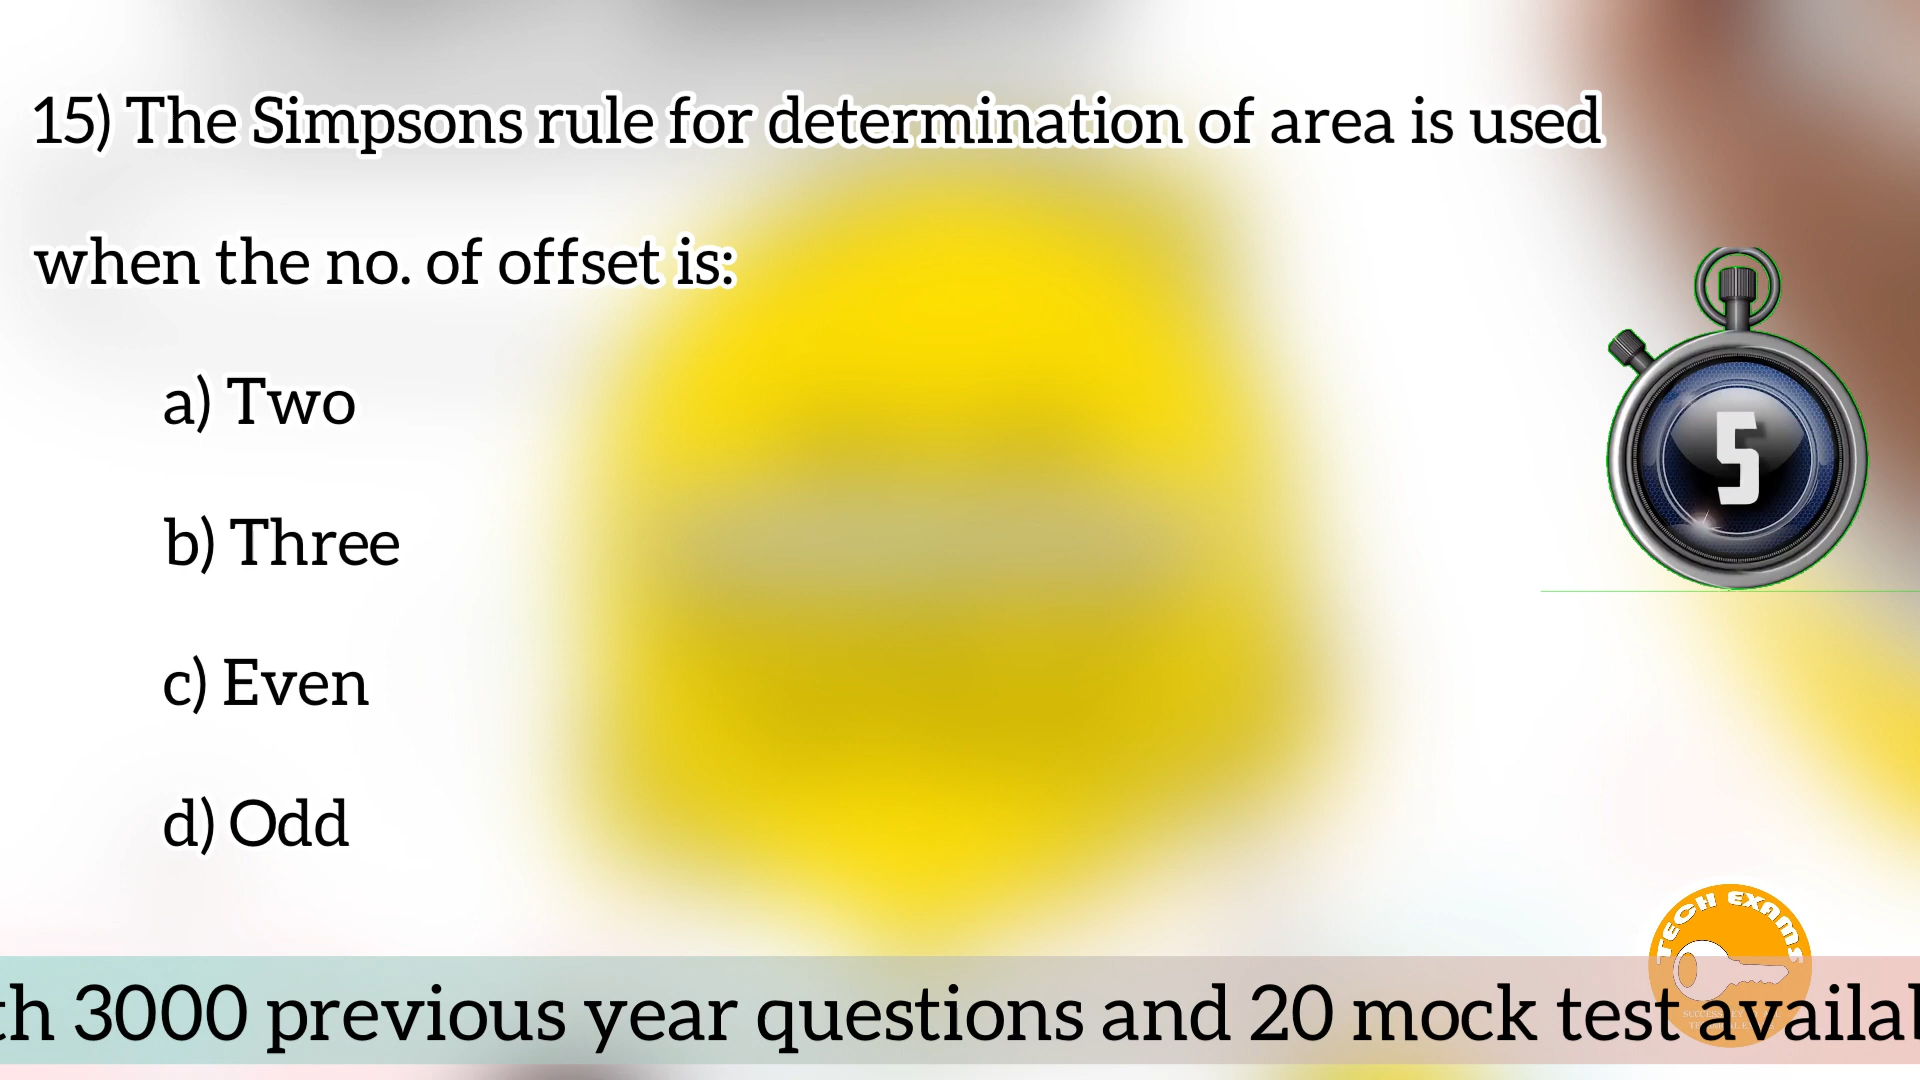 15) The Simpsons rule for determination of area is used
when the no. of offset is:
a) Two
b) Three
c) Even
d) Odd
5
TECH EXAMS
th 3000 previous year questions and 20 mock test availab